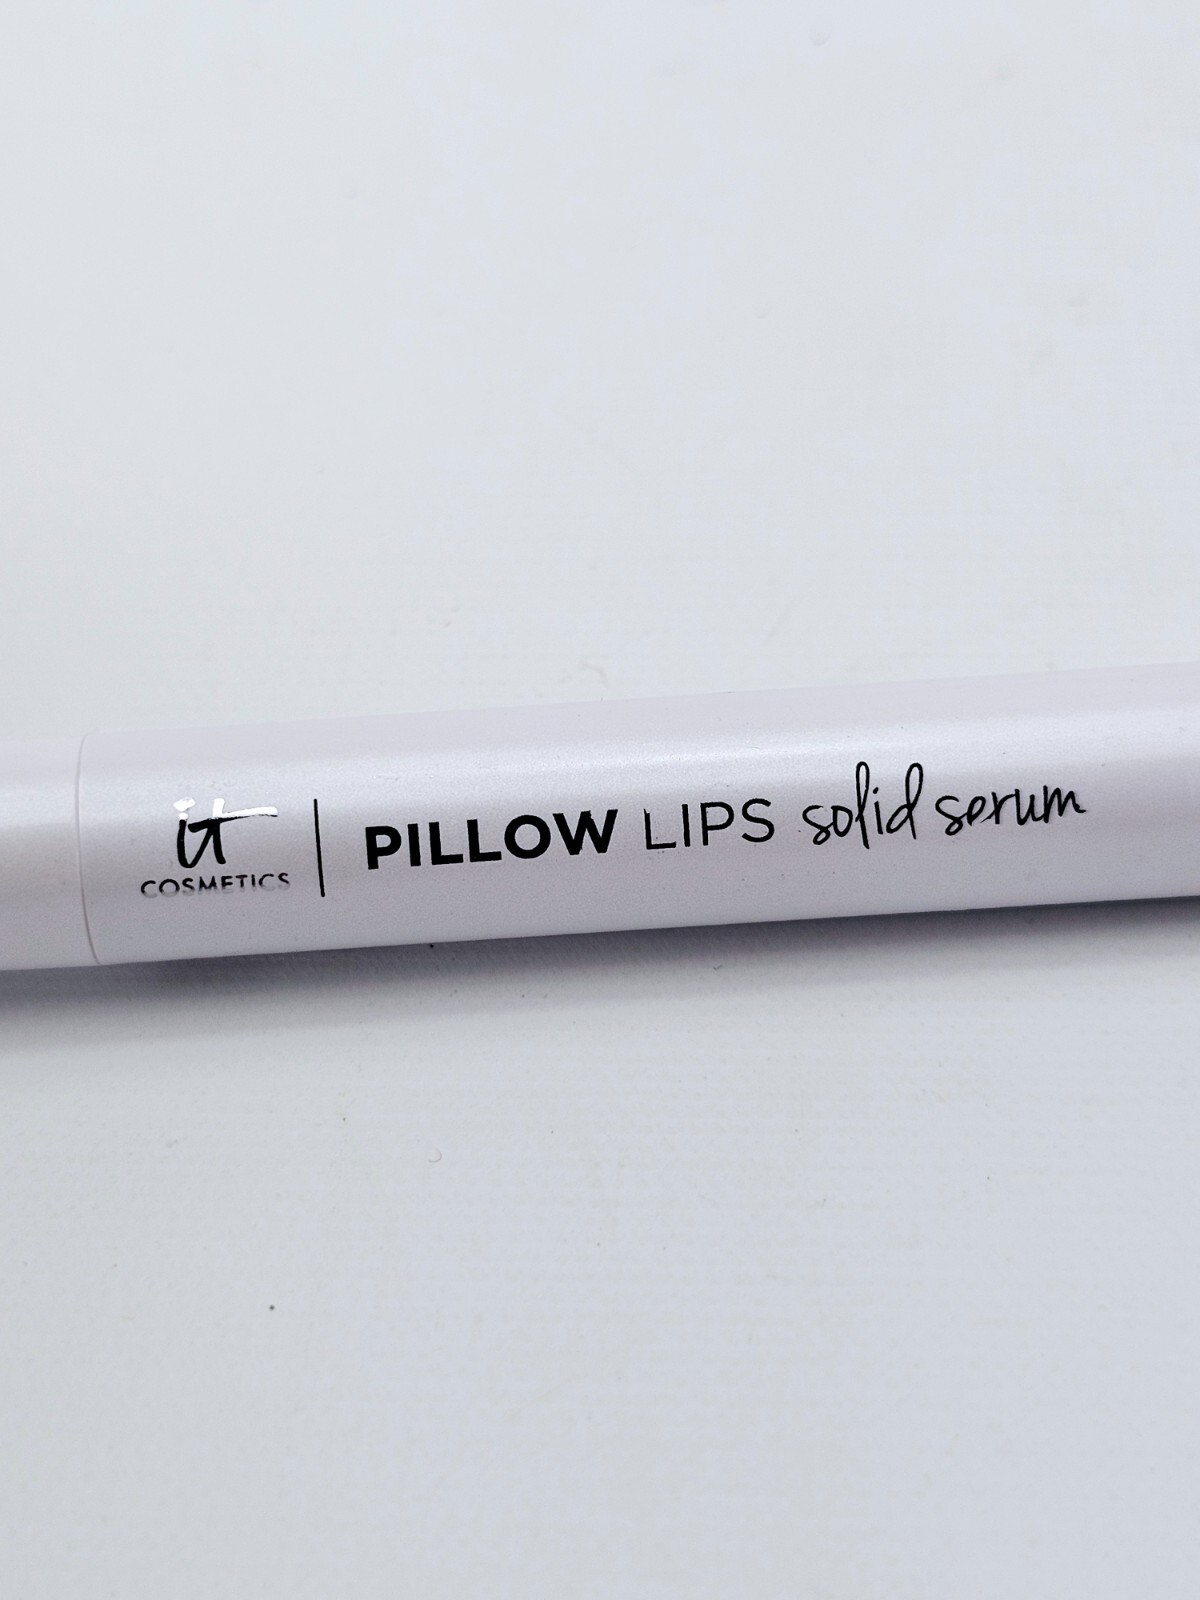 it
COSMETICS
PILLOW LIPS solid serum